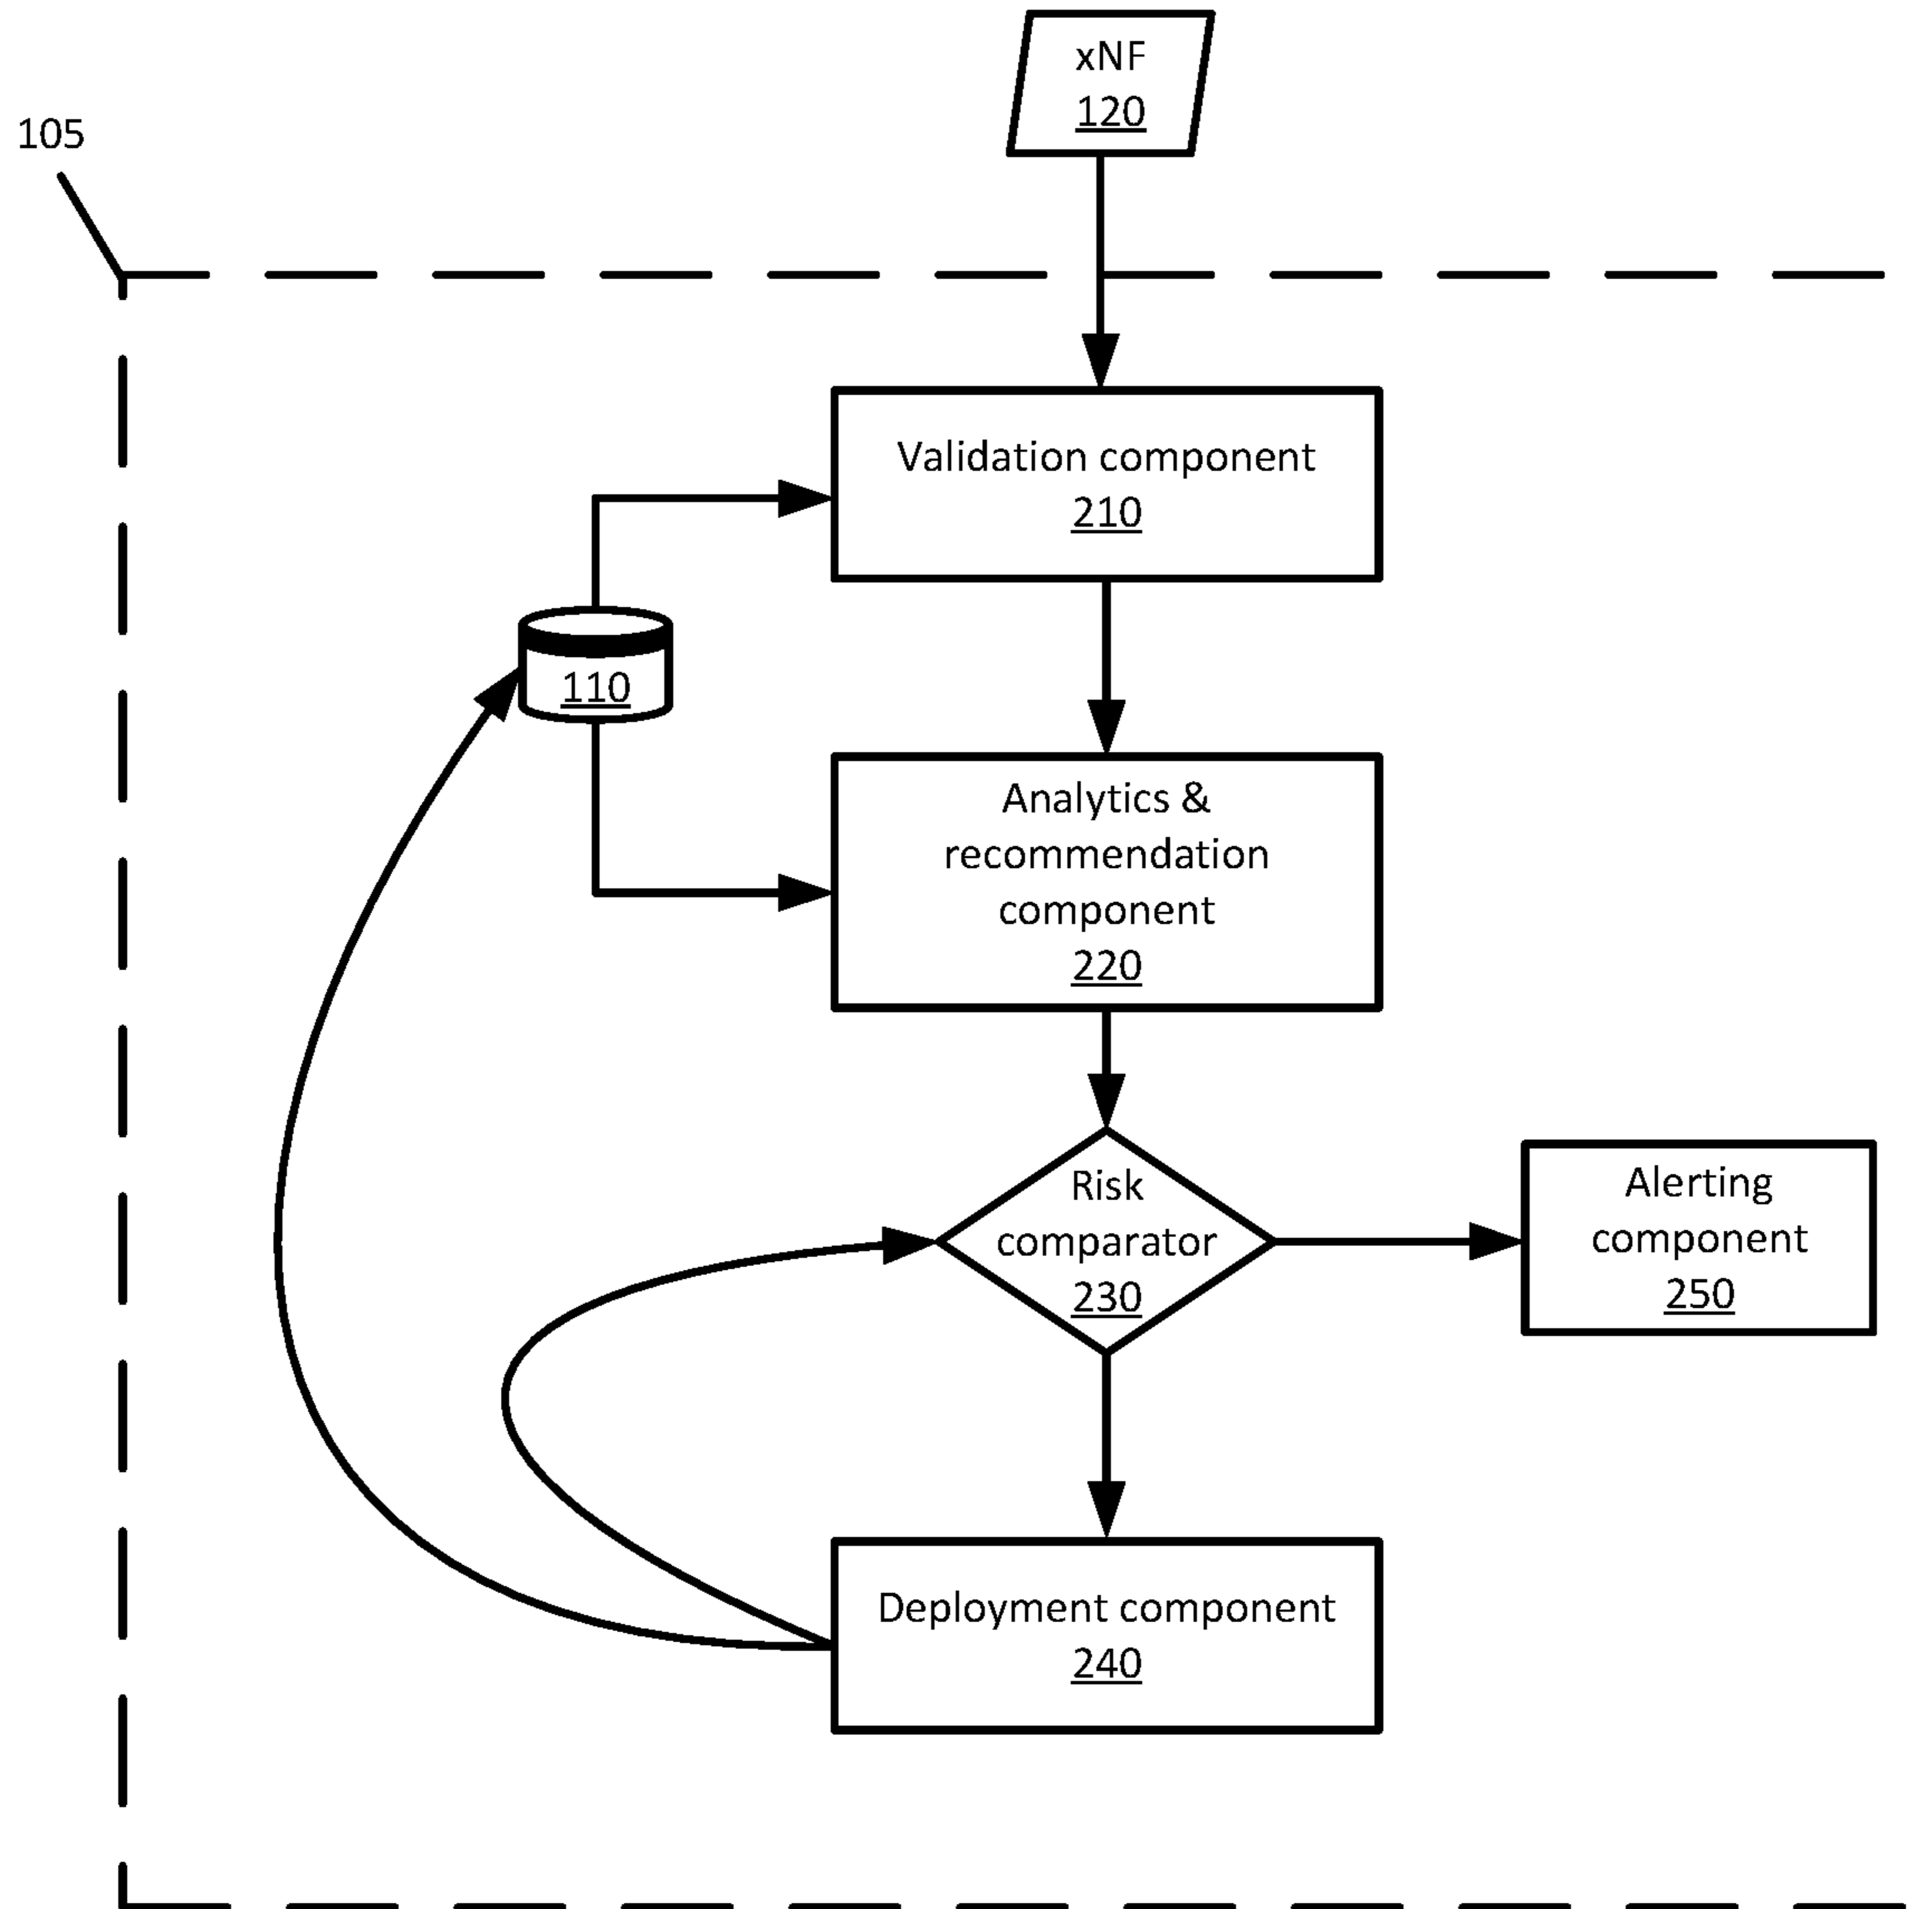 xNF
120
105
Validation component
210
110
Analytics &
recommendation
component
220
Risk
comparator
230
Alerting
component
250
Deployment component
240